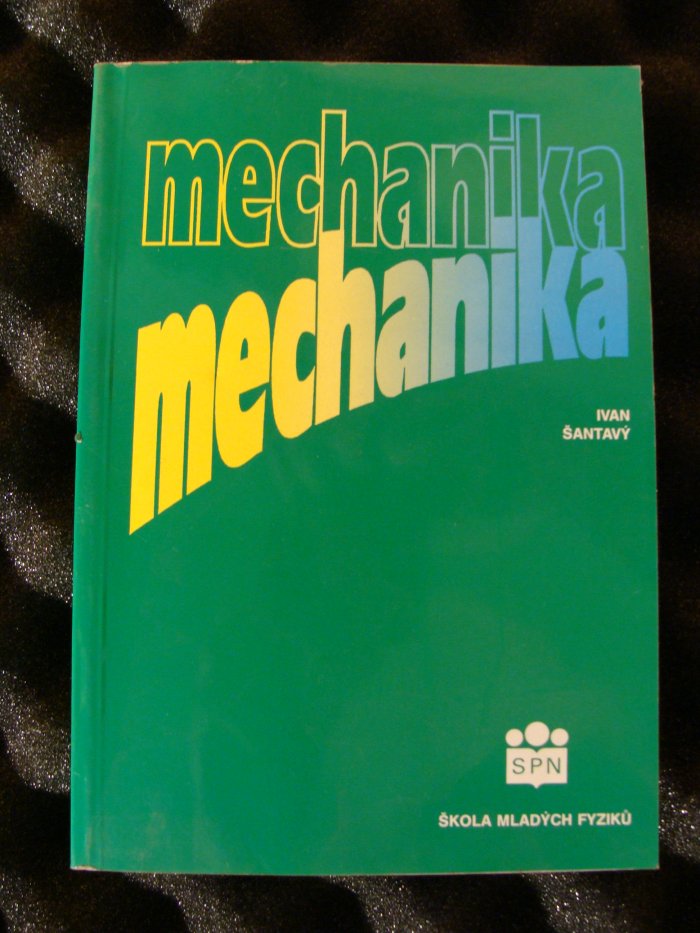 mechanika
mechanika
IVAN
ŠANTAVÝ
SPN
ŠKOLA MLADÝCH FYZIKŮ